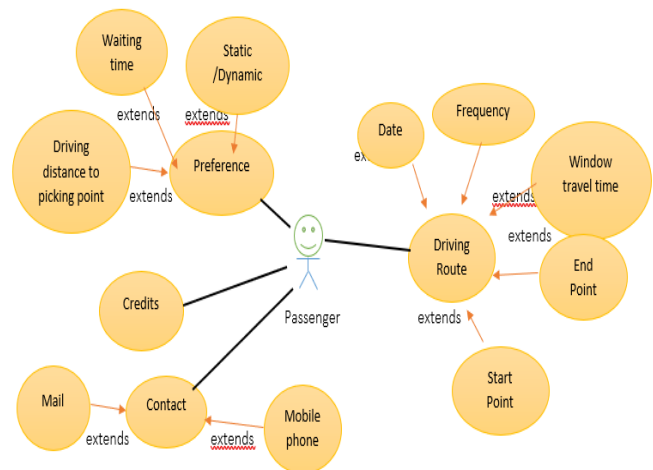 Waiting
time
Static
/Dynamic
extends
extends
Driving
distance to
picking point
extends
Preference
Date
Frequency
Window
travel time
extends
extends
Driving
Route
End
Point
extends
Start
Point
Passenger
Credits
Mail
Contact
extends
extends
Mobile
phone